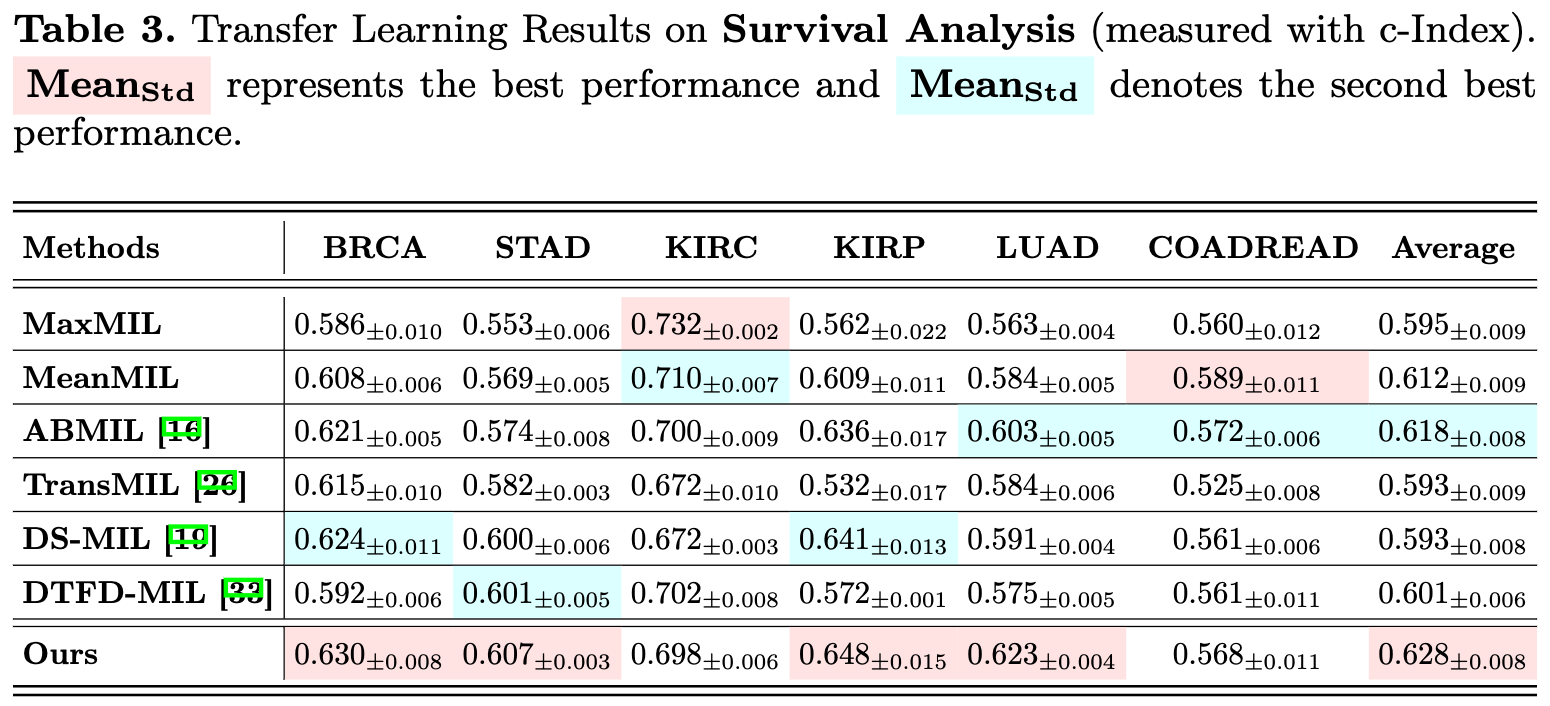 Table 3. Transfer Learning Results on Survival Analysis (measured with c-Index).
MeanStd represents the best performance and MeanStd denotes the second best
performance.
Methods BRCA STAD KIRC KIRP LUAD COADREAD Average
MaxMIL 0.586±0.010 0.553±0.006 0.732±0.002 0.562±0.022 0.563±0.004 0.560±0.012 0.595±0.009
MeanMIL 0.608±0.006 0.569±0.005 0.710±0.007 0.609±0.011 0.584±0.005 0.589±0.011 0.612±0.009
ABMIL [16] 0.621±0.005 0.574±0.008 0.700±0.009 0.636±0.017 0.603±0.005 0.572±0.006 0.618±0.008
TransMIL [26] 0.615±0.010 0.582±0.003 0.672±0.010 0.532±0.017 0.584±0.006 0.525±0.008 0.593±0.009
DS-MIL [19] 0.624±0.011 0.600±0.006 0.672±0.003 0.641±0.013 0.591±0.004 0.561±0.006 0.593±0.008
DTFD-MIL [33] 0.592±0.006 0.601±0.005 0.702±0.008 0.572±0.001 0.575±0.005 0.561±0.011 0.601±0.006
Ours 0.630±0.008 0.607±0.003 0.698±0.006 0.648±0.015 0.623±0.004 0.568±0.011 0.628±0.008